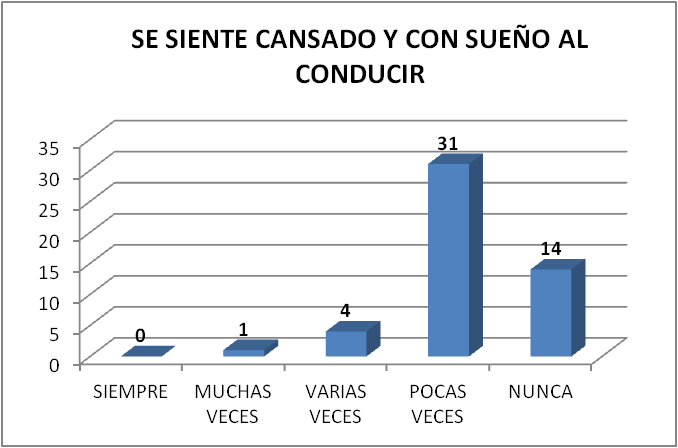 SE SIENTE CANSADO Y CON SUEÑO AL
CONDUCIR
35
30
25
20
15
10
5
0
0
1
4
31
14
SIEMPRE
MUCHAS
VECES
VARIAS
VECES
POCAS
VECES
NUNCA